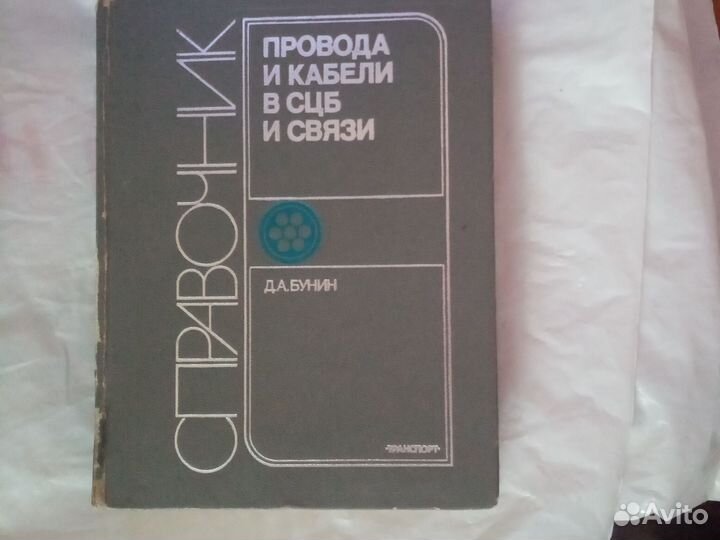 СПРАВОЧНИК
ПРОВОДА
И КАБЕЛИ
В СЦБ
И СВЯЗИ
Д.А.БУНИН
·ТРАНСПОРТ·
Avito